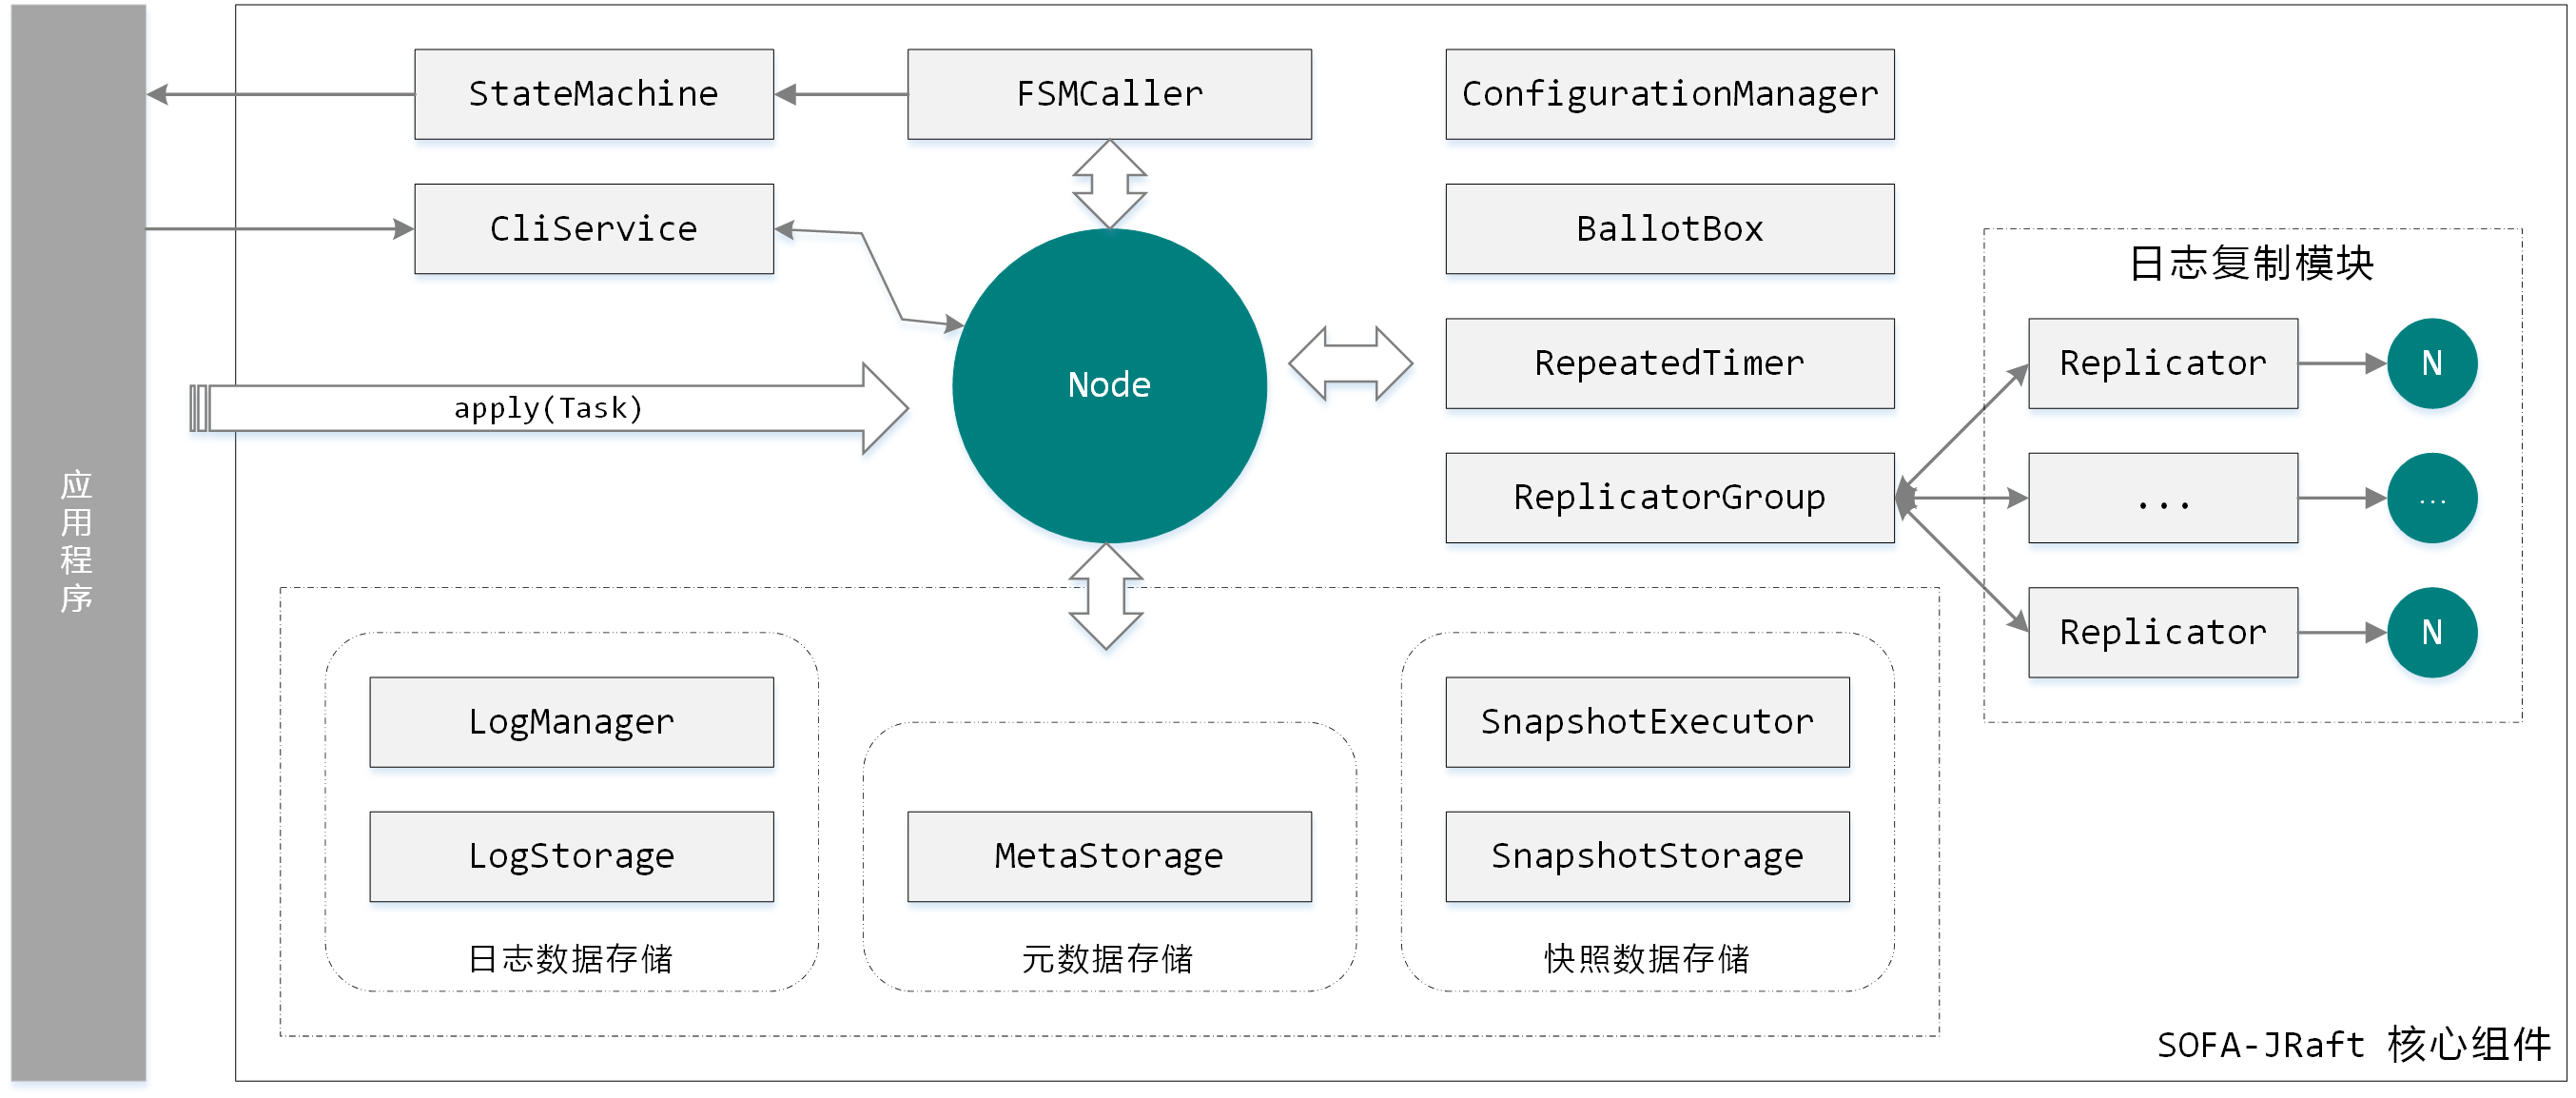 应用程序
StateMachine
FSMCaller
ConfigurationManager
CliService
BallotBox
日志复制模块
Node
RepeatedTimer
Replicator
N
apply(Task)
ReplicatorGroup
...
...
Replicator
N
LogManager
SnapshotExecutor
LogStorage
MetaStorage
SnapshotStorage
日志数据存储
元数据存储
快照数据存储
SOFA-JRaft 核心组件